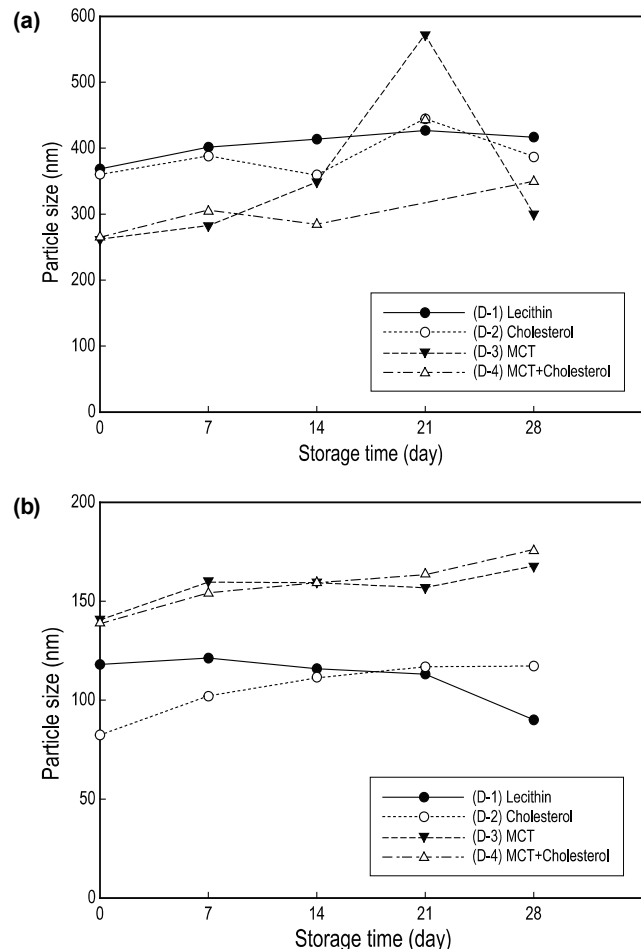 (a)
600
500
400
300
200
100
0
Particle size (nm)
(D-1) Lecithin
(D-2) Cholesterol
(D-3) MCT
(D-4) MCT+Cholesterol
0 7 14 21 28
Storage time (day)
(b)
200
150
100
50
0
Particle size (nm)
(D-1) Lecithin
(D-2) Cholesterol
(D-3) MCT
(D-4) MCT+Cholesterol
0 7 14 21 28
Storage time (day)